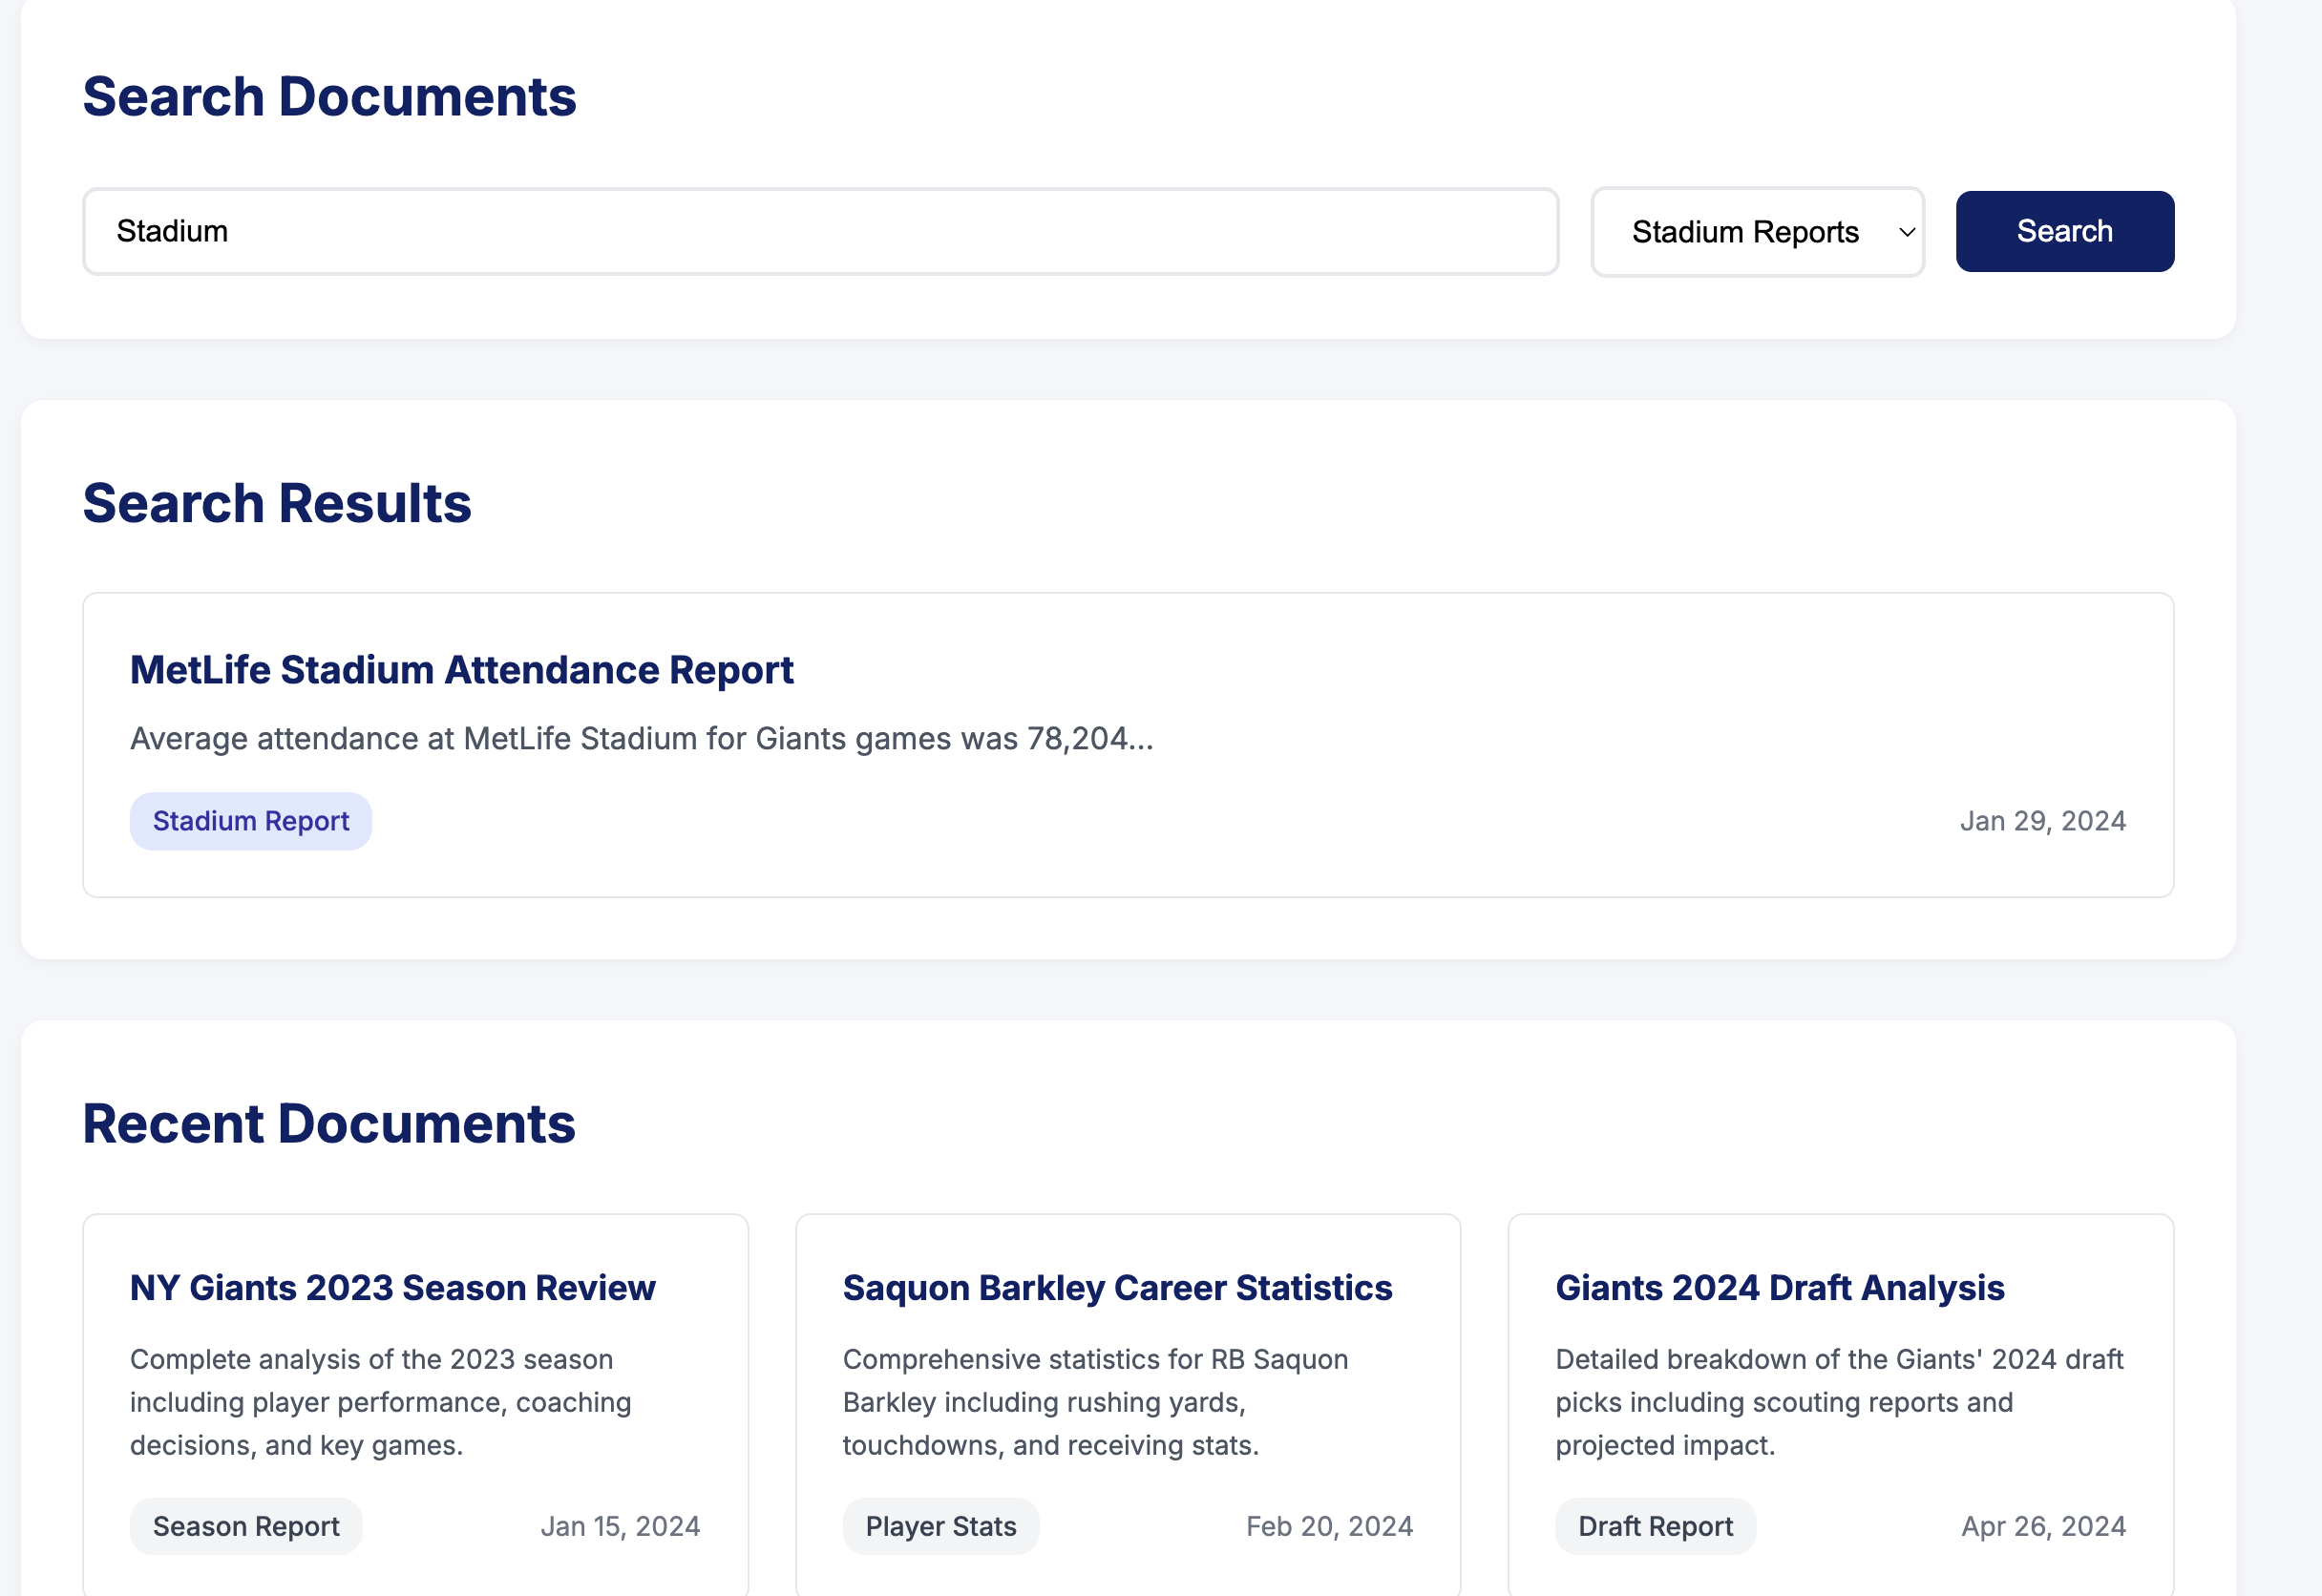 Search Documents
Stadium
Stadium Reports
Search
Search Results
MetLife Stadium Attendance Report
Average attendance at MetLife Stadium for Giants games was 78,204...
Stadium Report
Jan 29, 2024
Recent Documents
NY Giants 2023 Season Review
Complete analysis of the 2023 season
including player performance, coaching
decisions, and key games.
Season Report
Jan 15, 2024
Saquon Barkley Career Statistics
Comprehensive statistics for RB Saquon
Barkley including rushing yards,
touchdowns, and receiving stats.
Player Stats
Feb 20, 2024
Giants 2024 Draft Analysis
Detailed breakdown of the Giants' 2024 draft
picks including scouting reports and
projected impact.
Draft Report
Apr 26, 2024